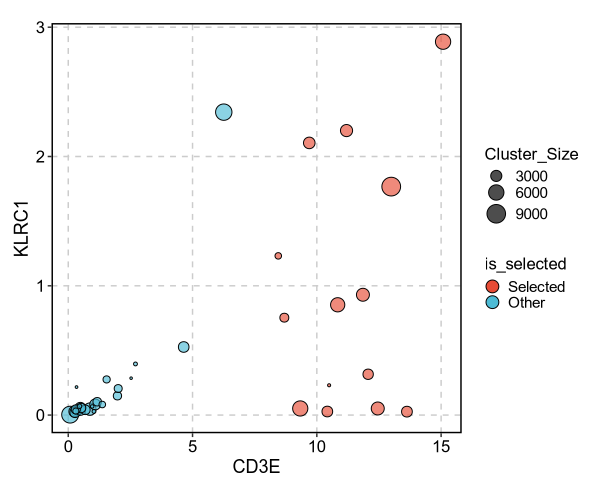 3
2
1
0
KLRC1
0 5 10 15
CD3E
Cluster_Size
3000
6000
9000
is_selected
Selected
Other